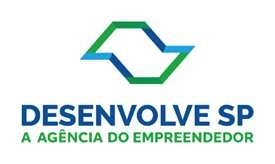 DESENVOLVE SP
A AGÊNCIA DO EMPREENDEDOR